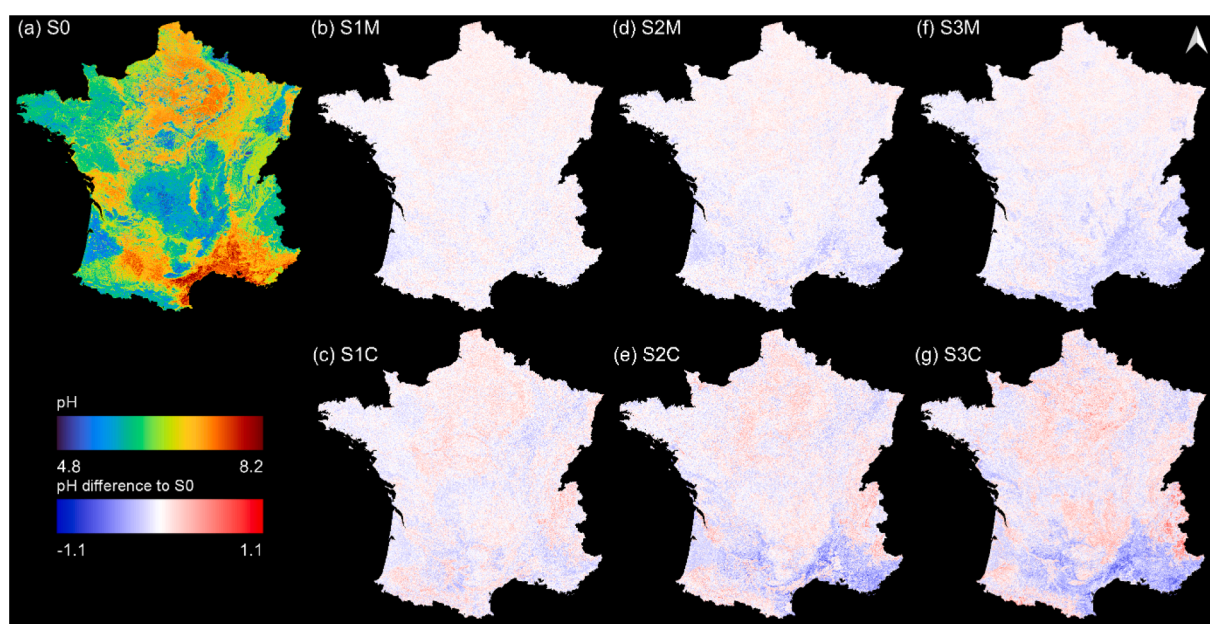 (a) S0
(b) S1M
(d) S2M
(f) S3M
(c) S1C
(e) S2C
(g) S3C
pH
4.8 8.2
pH difference to S0
-1.1 1.1